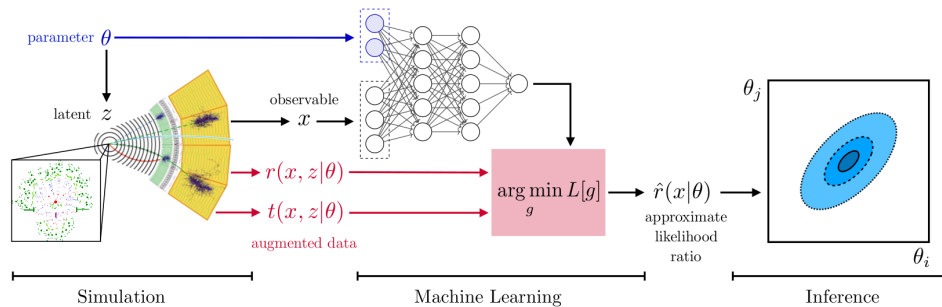 parameter θ
latent z
observable
x
r(x, z|θ)
t(x, z|θ)
augmented data
arg min L[g]
g
r̂(x|θ)
approximate
likelihood
ratio
θj
θi
Simulation
Machine Learning
Inference